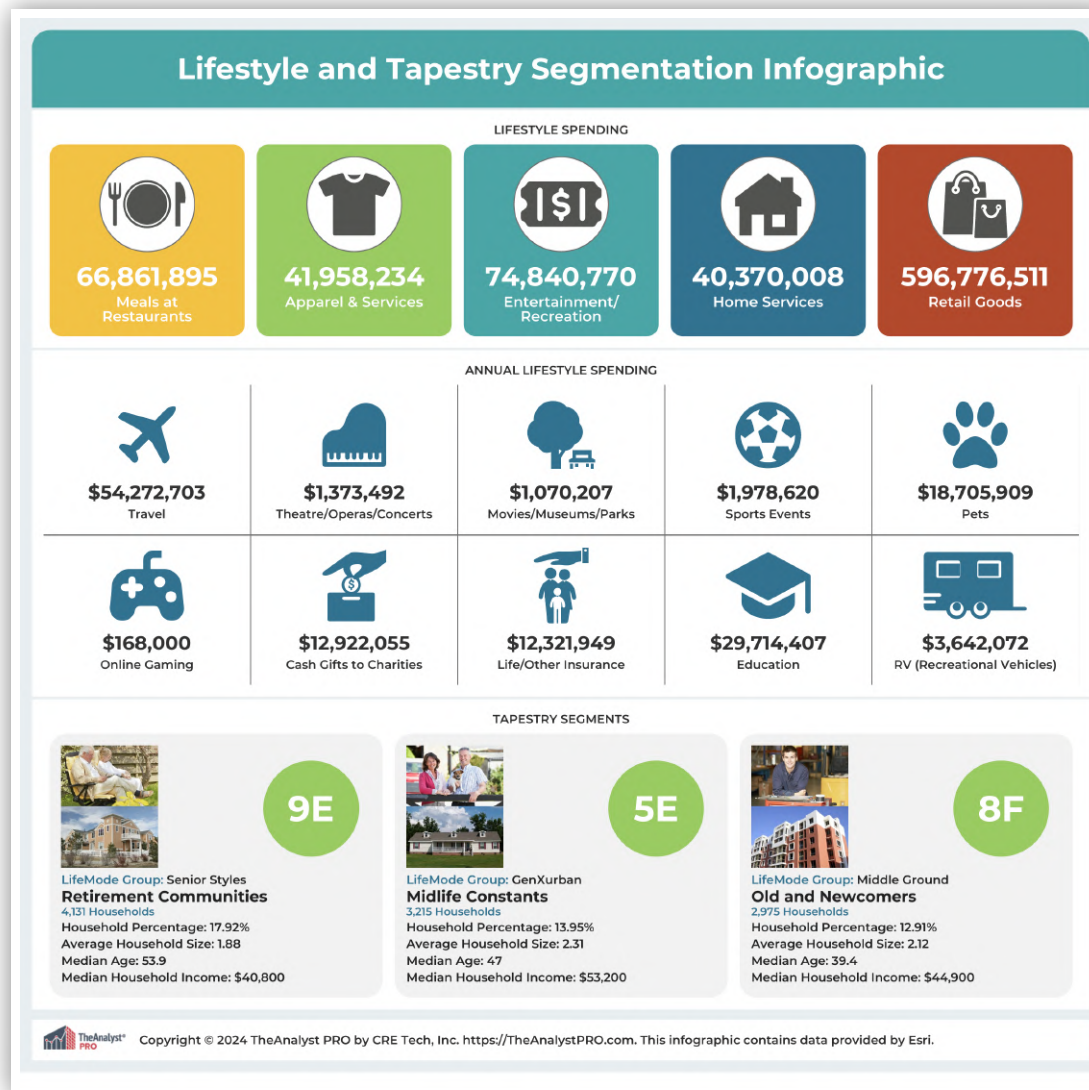 Lifestyle and Tapestry Segmentation Infographic
LIFESTYLE SPENDING
66,861,895
Meals at
Restaurants
41,958,234
Apparel & Services
74,840,770
Entertainment/
Recreation
40,370,008
Home Services
596,776,511
Retail Goods
ANNUAL LIFESTYLE SPENDING
$54,272,703
Travel
$1,373,492
Theatre/Operas/Concerts
$1,070,207
Movies/Museums/Parks
$1,978,620
Sports Events
$18,705,909
Pets
$168,000
Online Gaming
$12,922,055
Cash Gifts to Charities
$12,321,949
Life/Other Insurance
$29,714,407
Education
$3,642,072
RV (Recreational Vehicles)
TAPESTRY SEGMENTS
9E
LifeMode Group: Senior Styles
Retirement Communities
4,131 Households
Household Percentage: 17.92%
Average Household Size: 1.88
Median Age: 53.9
Median Household Income: $40,800
5E
LifeMode Group: GenXurban
Midlife Constants
3,215 Households
Household Percentage: 13.95%
Average Household Size: 2.31
Median Age: 47
Median Household Income: $53,200
8F
LifeMode Group: Middle Ground
Old and Newcomers
2,975 Households
Household Percentage: 12.91%
Average Household Size: 2.12
Median Age: 39.4
Median Household Income: $44,900
TheAnalyst®
PRO
Copyright © 2024 TheAnalyst PRO by CRE Tech, Inc. https://TheAnalystPRO.com. This infographic contains data provided by Esri.